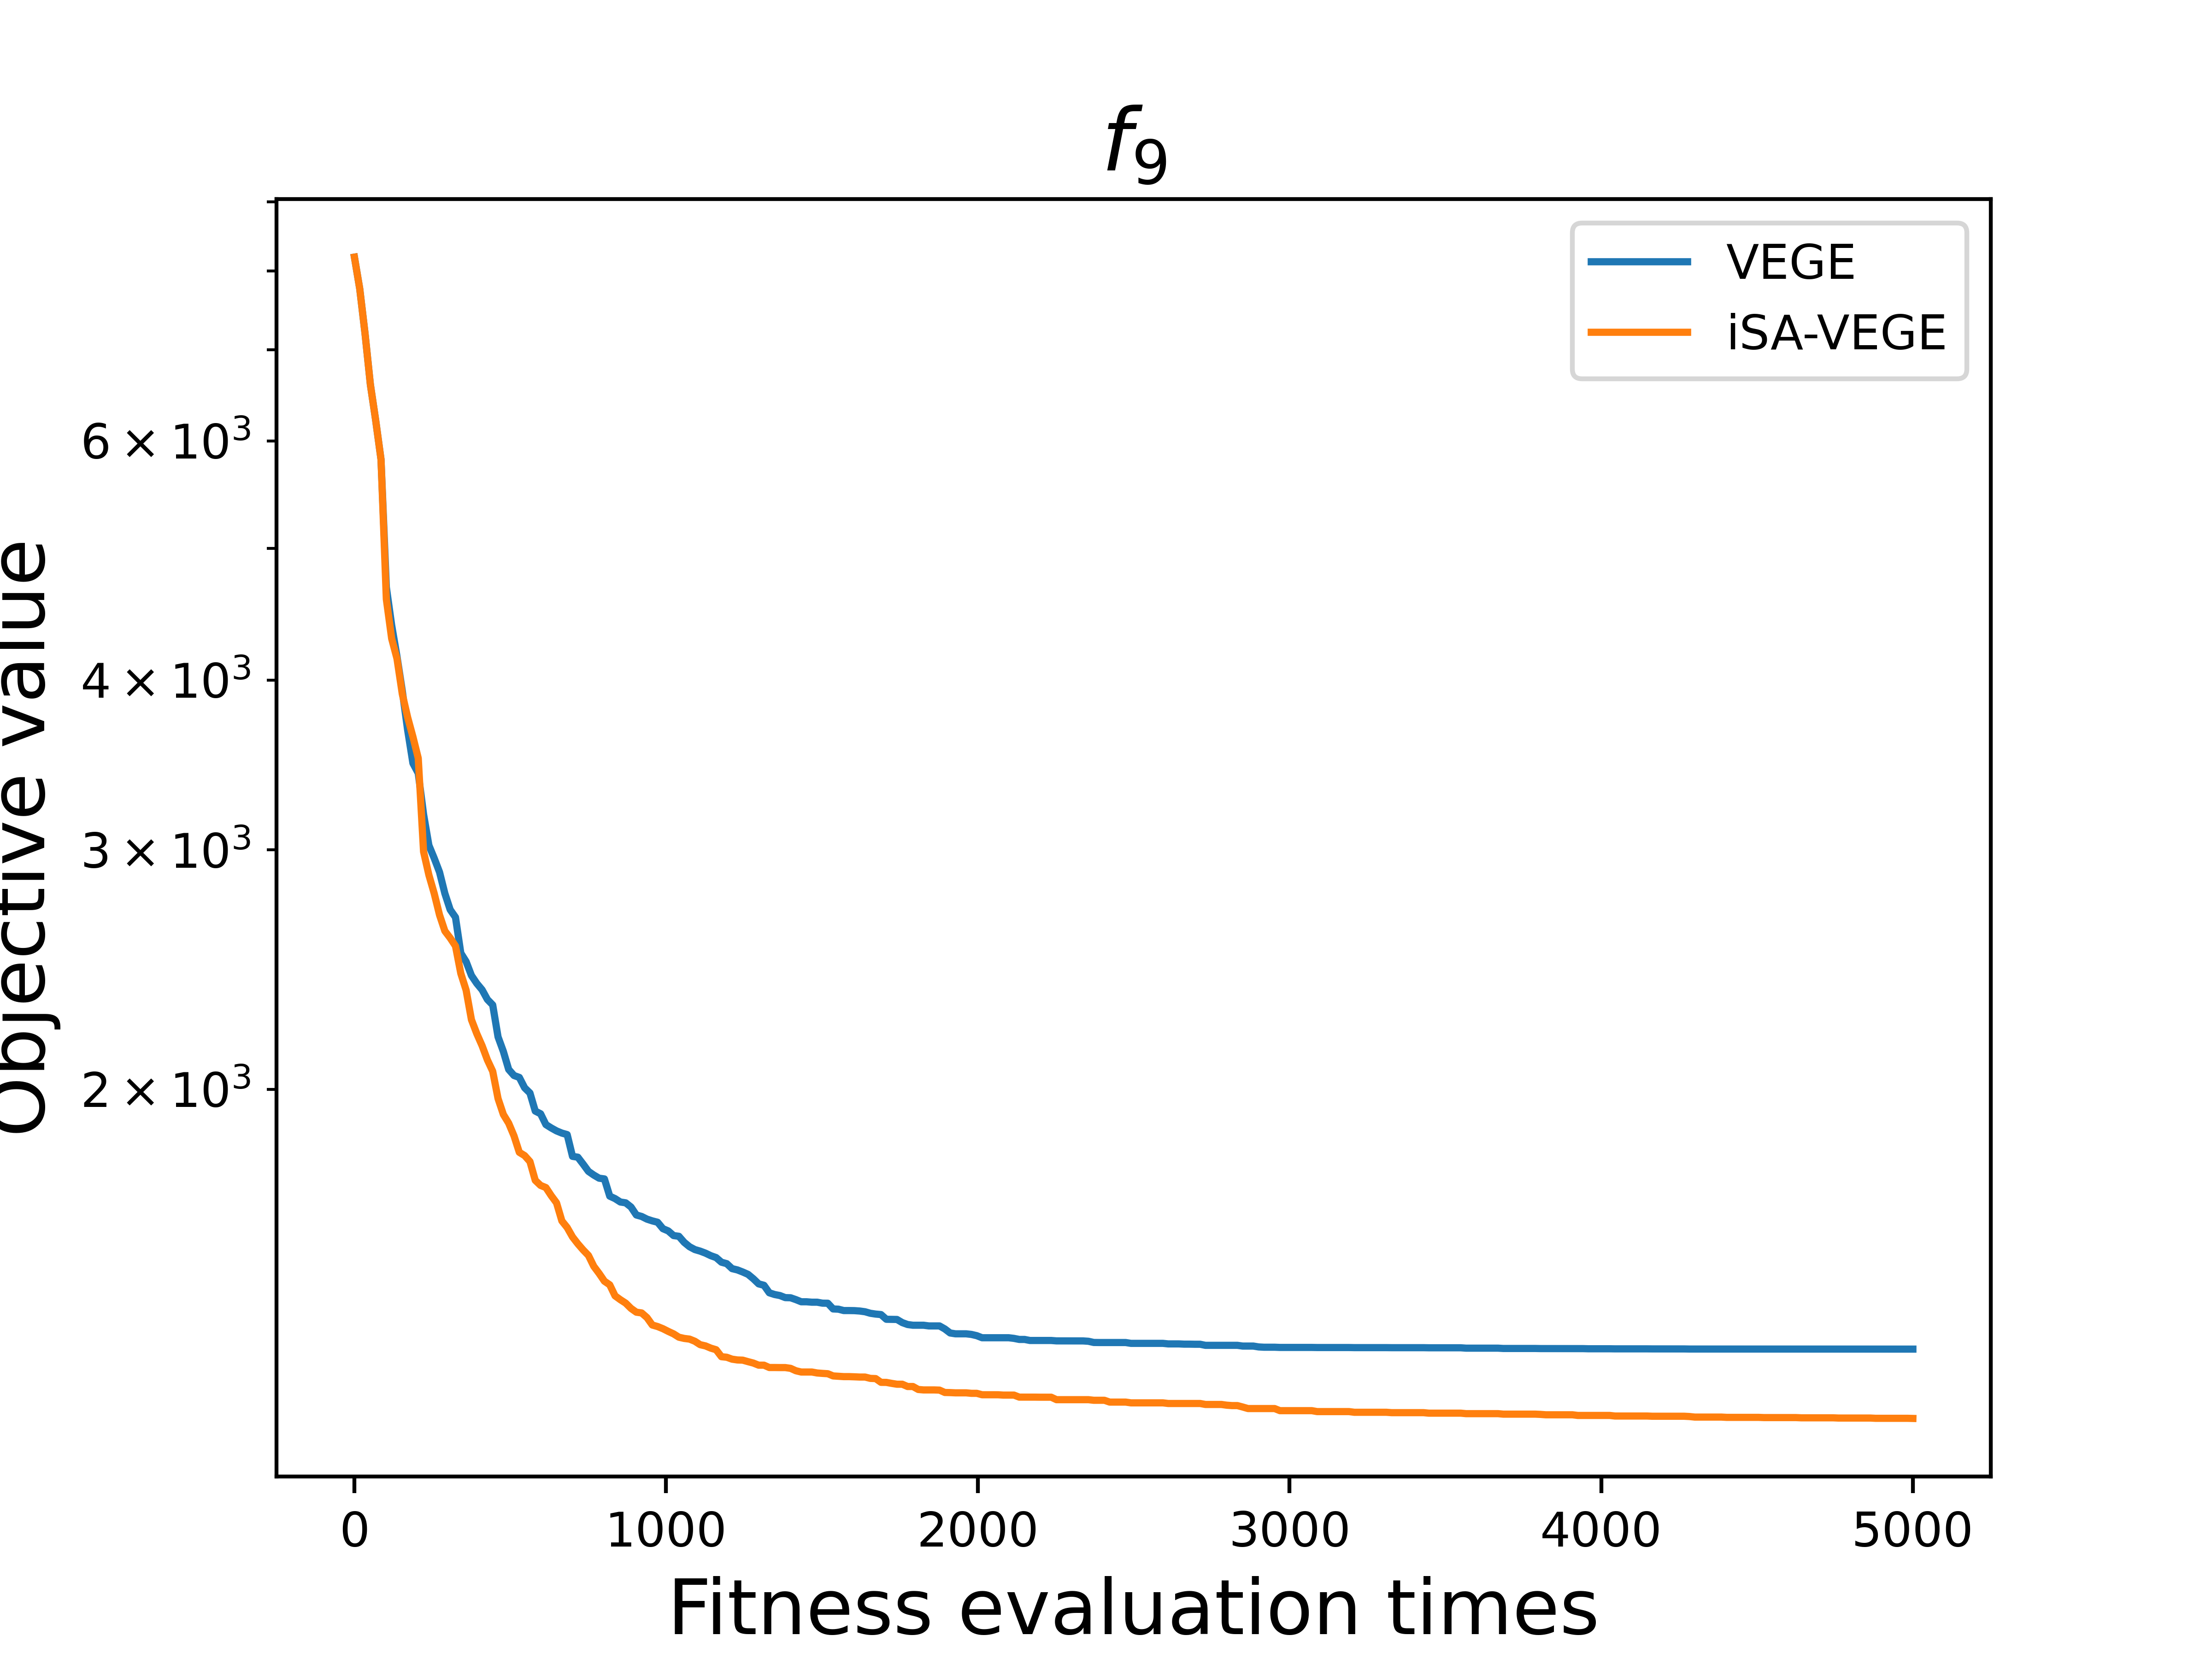 f₉
VEGE
iSA-VEGE
6 × 10³
4 × 10³
3 × 10³
2 × 10³
Objective value
0 1000 2000 3000 4000 5000
Fitness evaluation times